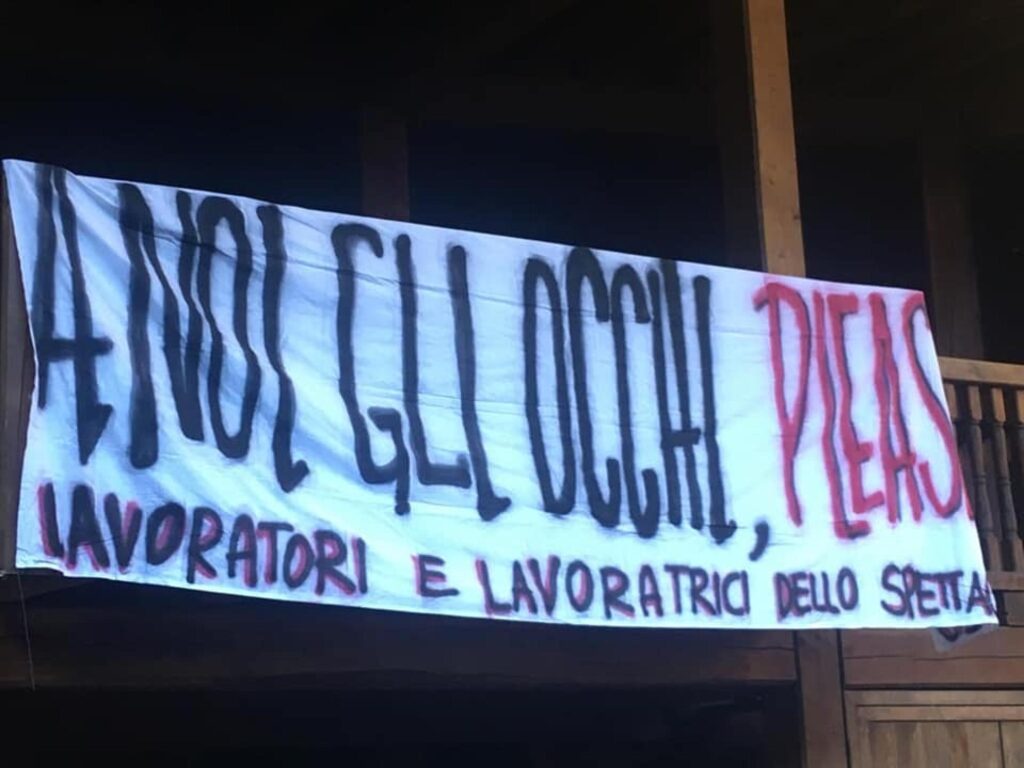 A NOI GLI OCCHI, PLEAS
LAVORATORI E LAVORATRICI DELLO SPETTA